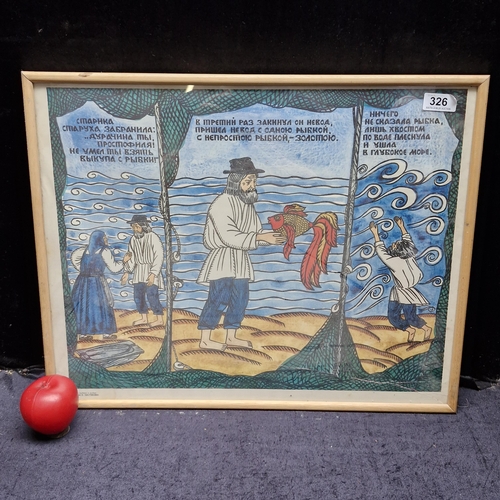 СТАРИКА
СТАРУХА ЗАБРАНИЛА:
..ДУРАЧИНА ТЫ,
ПРОСТОФИЛЯ!
НЕ УМЕЛ ТЫ ВЗЯТЬ
ВЫКУПА С РЫБКИ!
В ТРЕТИЙ РАЗ ЗАКИНУЛ ОН НЕВОД,
ПРИШЕЛ НЕВОД С ОДНОЮ РЫБКОЙ,
С НЕПРОСТОЮ РЫБКОЙ,-ЗОЛОТОЮ.
НИЧЕГО
НЕ СКАЗАЛА РЫБКА,
ЛИШЬ ХВОСТОМ
ПО ВОДЕ ПЛЕСНУЛА
И УШЛА
В ГЛУБОКОЕ МОРЕ.
326